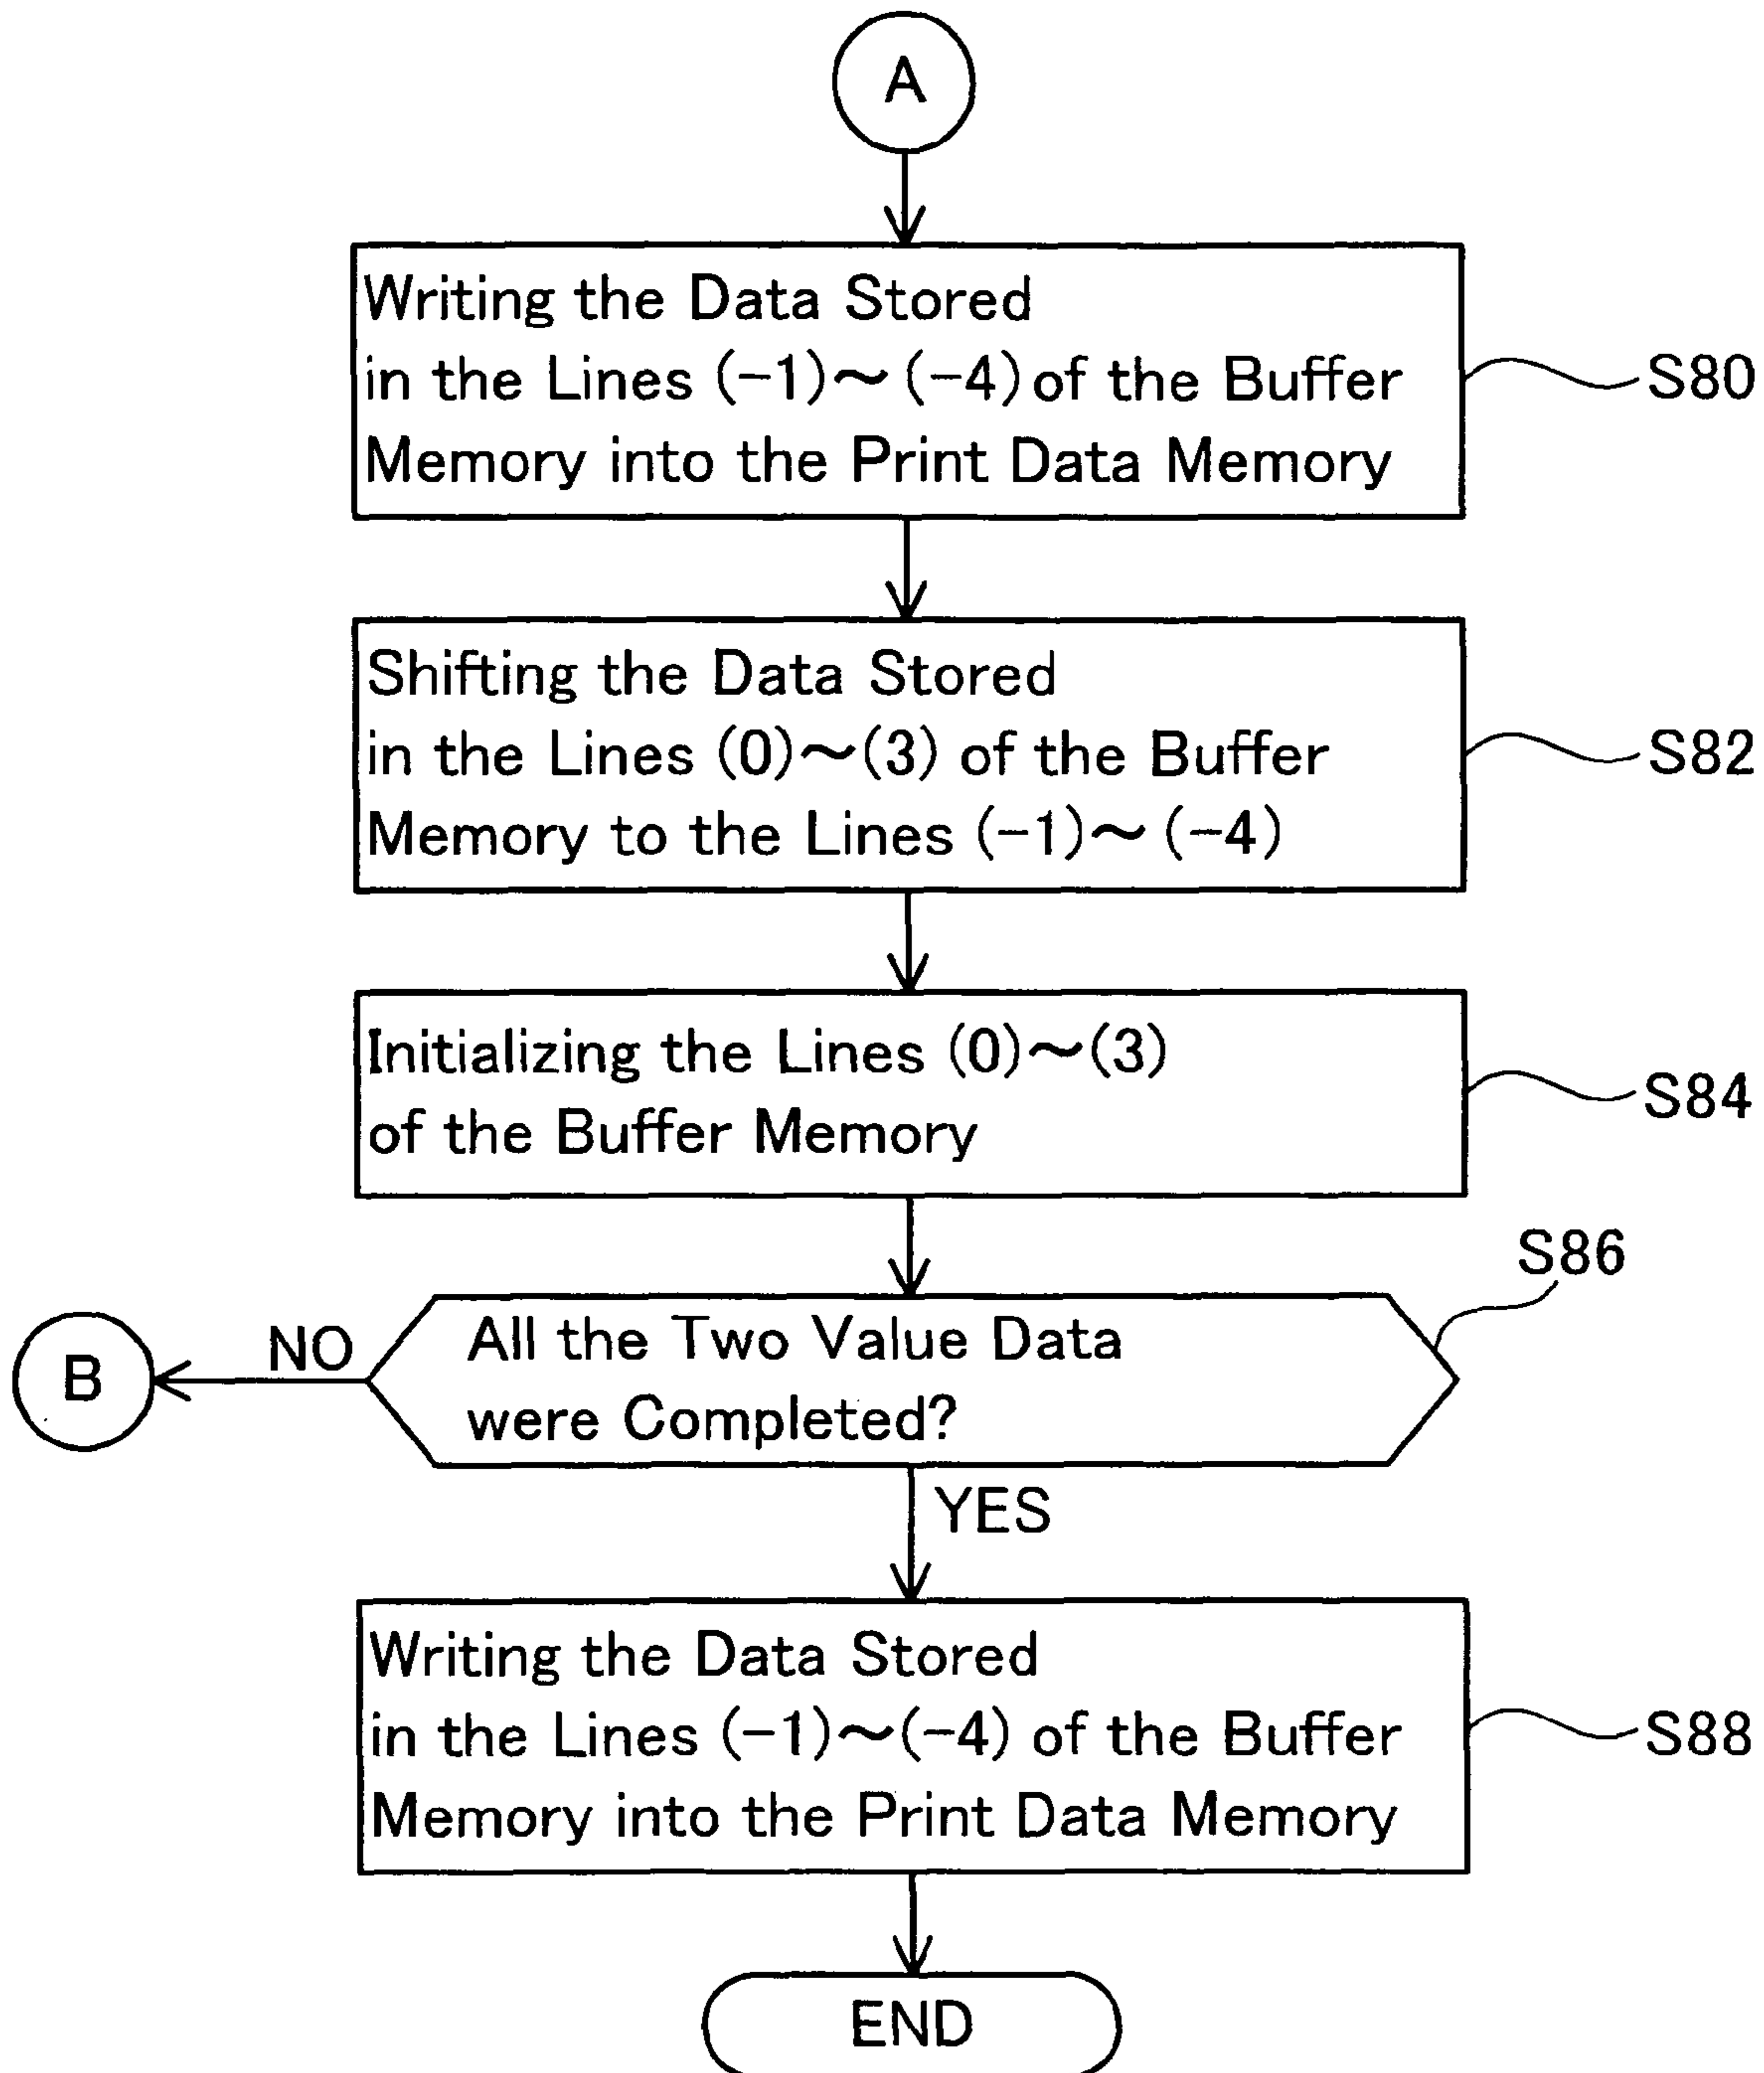 A
Writing the Data Stored
in the Lines (-1)～(-4) of the Buffer
Memory into the Print Data Memory
S80
Shifting the Data Stored
in the Lines (0)～(3) of the Buffer
Memory to the Lines (-1)～(-4)
S82
Initializing the Lines (0)～(3)
of the Buffer Memory
S84
S86
All the Two Value Data
were Completed?
NO
B
YES
Writing the Data Stored
in the Lines (-1)～(-4) of the Buffer
Memory into the Print Data Memory
S88
END